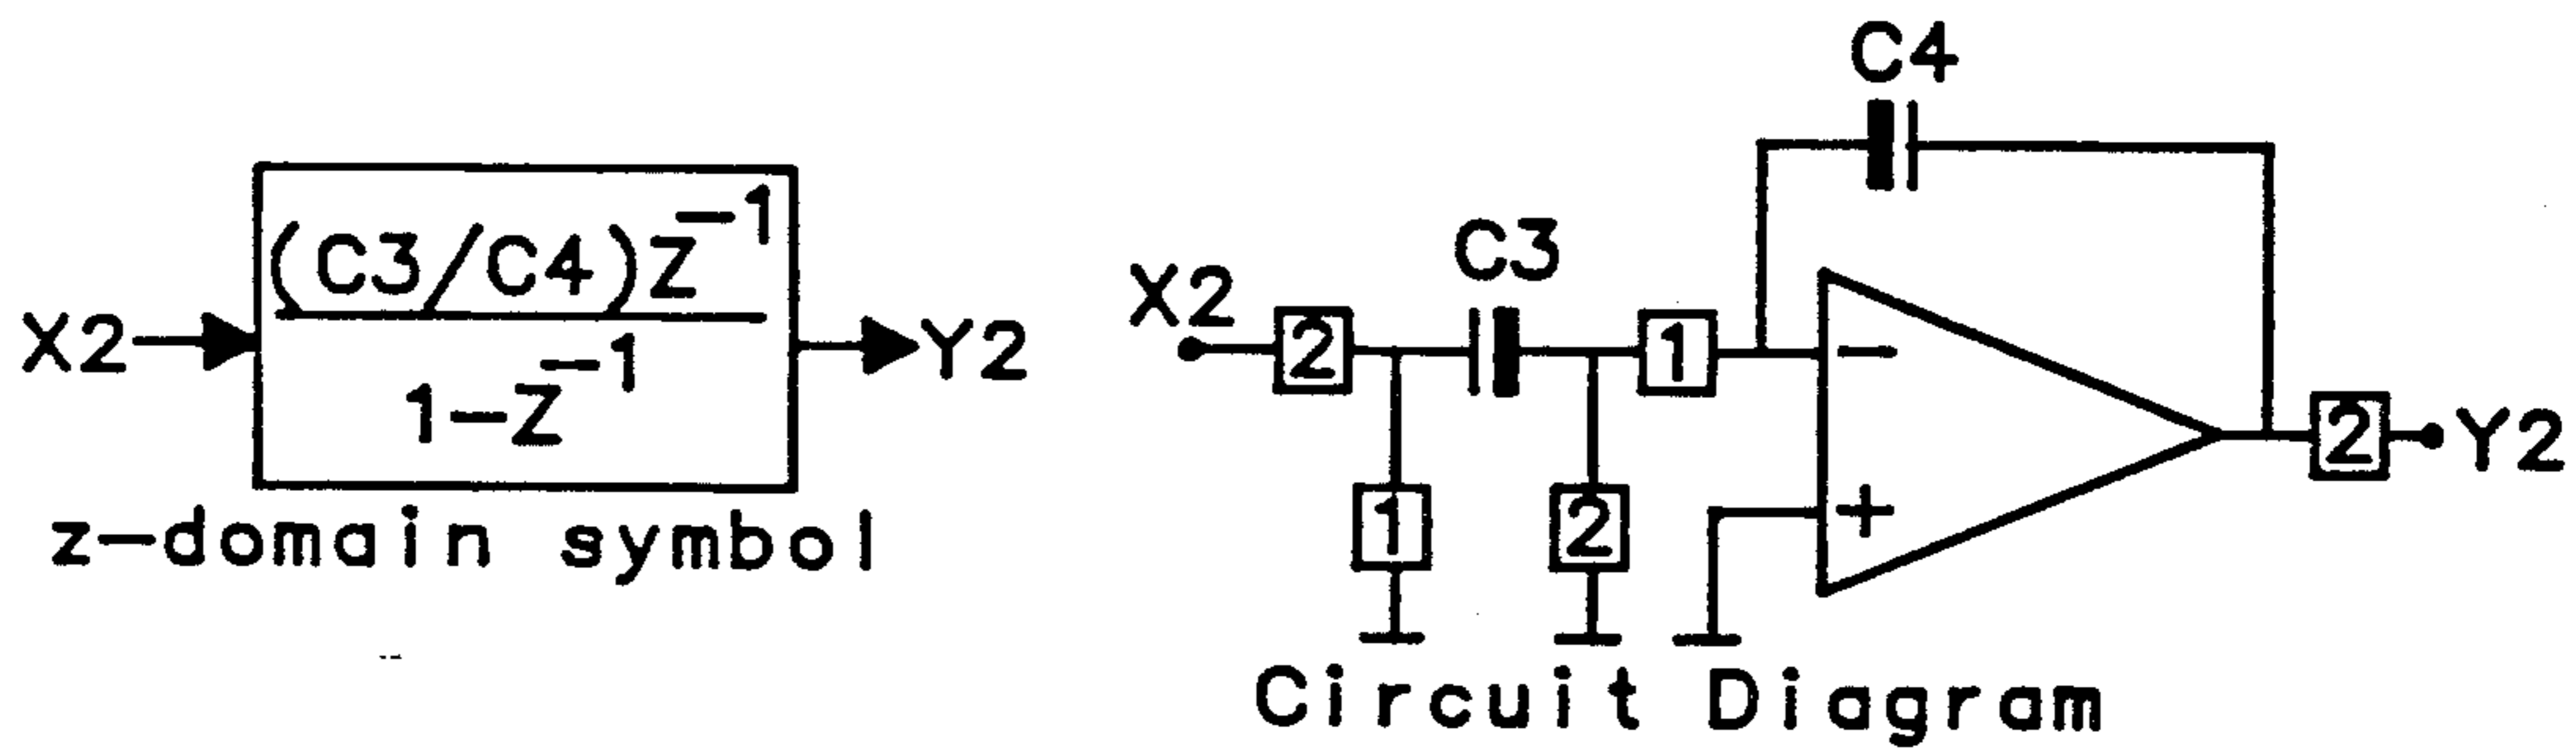 X2
(C3/C4)Z^-1
1-Z^-1
Y2
z-domain symbol
X2
2
1
C3
2
1
C4
-
+
2
Y2
Circuit Diagram